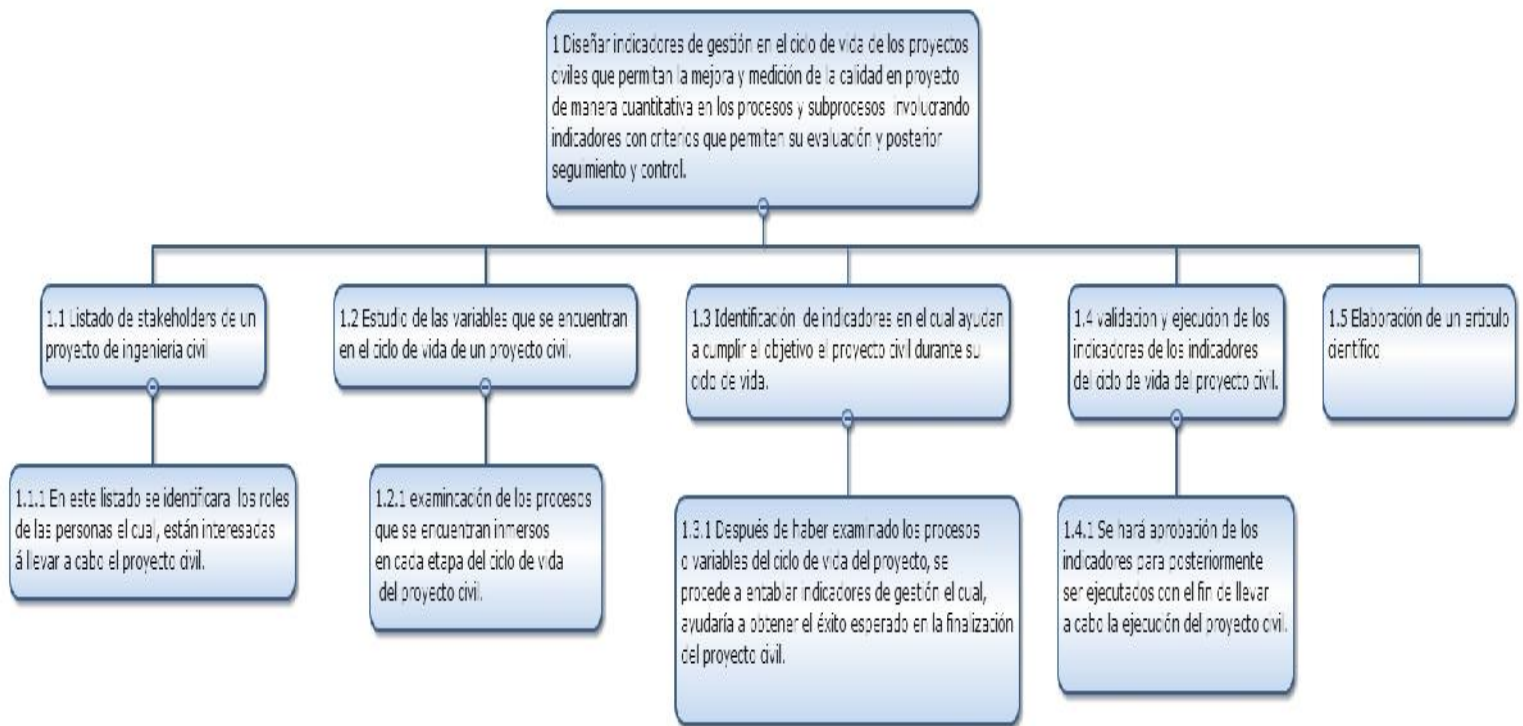 1 Diseñar indicadores de gestión en el ciclo de vida de los proyectos
civiles que permitan la mejora y medición de la calidad en proyecto
de manera cuantitativa en los procesos y subprocesos involucrando
indicadores con criterios que permiten su evaluación y posterior
seguimiento y control.
1.1 Listado de stakeholders de un
proyecto de ingeniería civil
1.2 Estudio de las variables que se encuentran
en el ciclo de vida de un proyecto civil.
1.3 Identificación de indicadores en el cual ayudan
a cumplir el objetivo el proyecto civil durante su
ciclo de vida.
1.4 validacion y ejecucion de los
indicadores de los indicadores
del ciclo de vida del proyecto civil.
1.5 Elaboración de un articulo
científico
1.1.1 En este listado se identificara los roles
de las personas el cual, están interesadas
á llevar a cabo el proyecto civil.
1.2.1 examincación de los procesos
que se encuentran inmersos
en cada etapa del ciclo de vida
del proyecto civil.
1.3.1 Después de haber examinado los procesos
o variables del ciclo de vida del proyecto, se
procede a entablar indicadores de gestión el cual,
ayudaría a obtener el éxito esperado en la finalización
del proyecto civil.
1.4.1 Se hará aprobación de los
indicadores para posteriormente
ser ejecutados con el fin de llevar
a cabo la ejecución del proyecto civil.